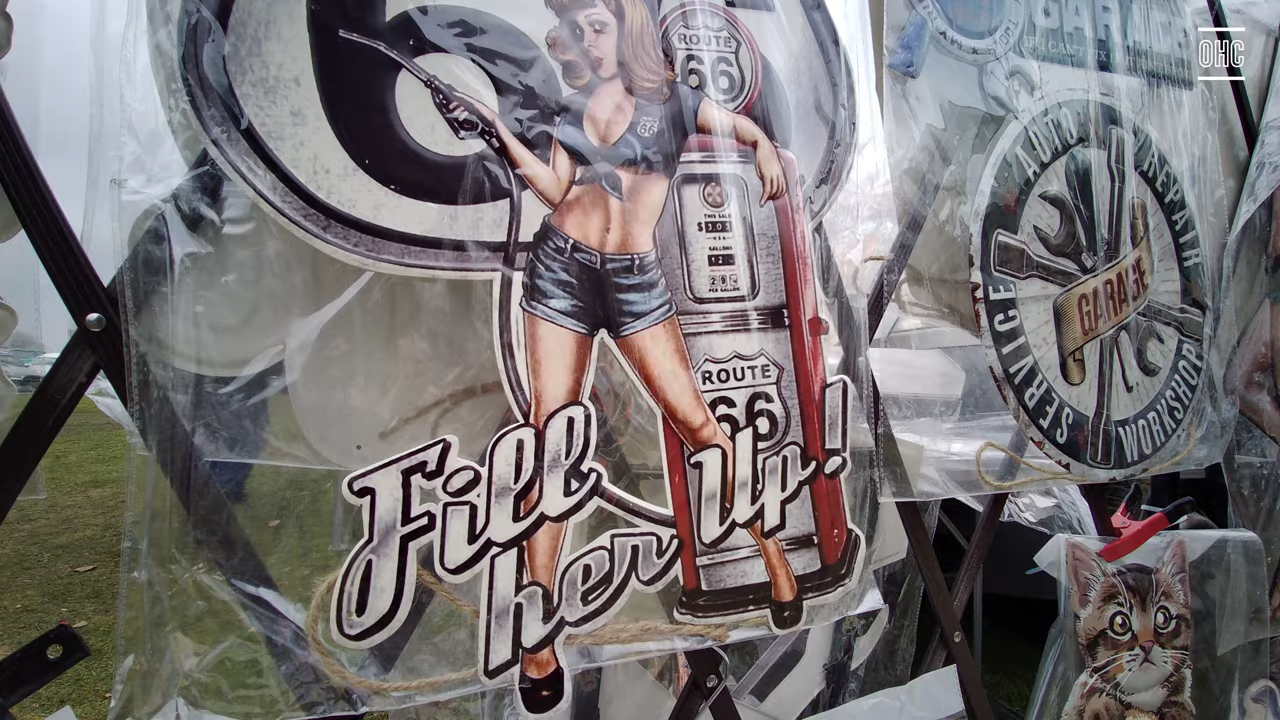 OHC
ROUTE
66
66
THIS SALE
$
USA
GALLONS
PER GALLON
ROUTE
66
Fill
her Up!
AUTO REPAIR
GARAGE
SERVICE
WORKSHOP